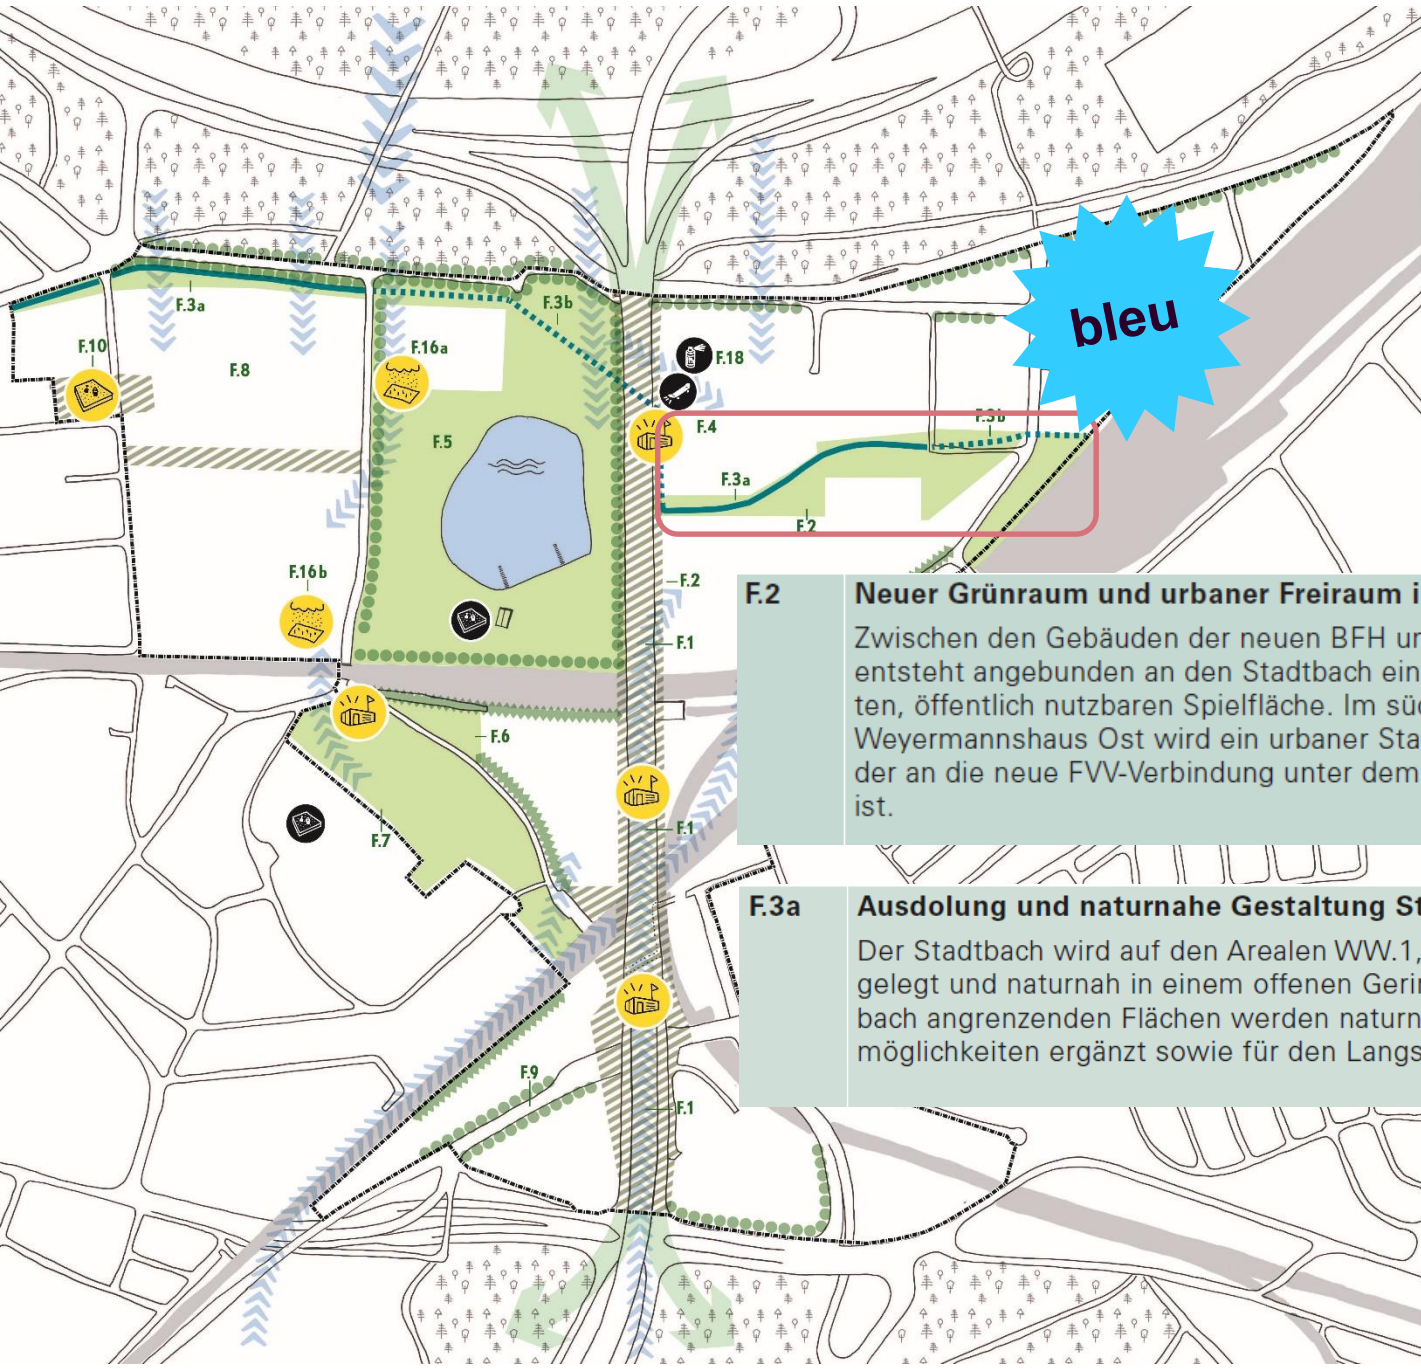 F.3b
F.3a
F.10
F.8
F.16a
F.18
bleu
F.4
F.3b
F.5
F.3a
F.2
F.16b
F.2
F.1
F.6
F.7
F.1
F.9
F.1
F.2 Neuer Grünraum und urbaner Freiraum i
Zwischen den Gebäuden der neuen BFH un
entsteht angebunden an den Stadtbach ein
ten, öffentlich nutzbaren Spielfläche. Im süd
Weyermannshaus Ost wird ein urbaner Sta
der an die neue FVV-Verbindung unter dem
ist.
F.3a Ausdolung und naturnahe Gestaltung St
Der Stadtbach wird auf den Arealen WW.1,
gelegt und naturnah in einem offenen Gerin
bach angrenzenden Flächen werden naturn
möglichkeiten ergänzt sowie für den Langs